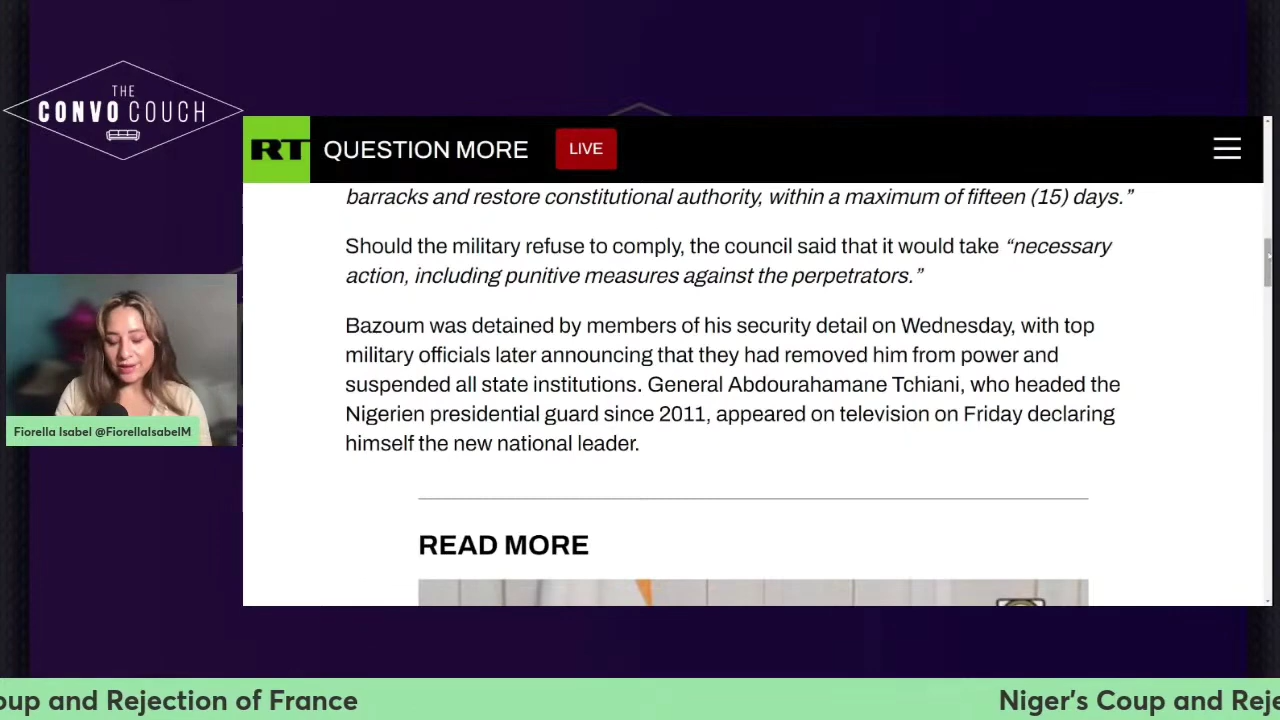 THE
CONVO COUCH
RT
QUESTION MORE
LIVE
barracks and restore constitutional authority, within a maximum of fifteen (15) days.”
Should the military refuse to comply, the council said that it would take “necessary
action, including punitive measures against the perpetrators.”
Bazoum was detained by members of his security detail on Wednesday, with top
military officials later announcing that they had removed him from power and
suspended all state institutions. General Abdourahamane Tchiani, who headed the
Nigerien presidential guard since 2011, appeared on television on Friday declaring
himself the new national leader.
READ MORE
Fiorella Isabel @FiorellaIsabelM
oup and Rejection of France
Niger's Coup and Reje